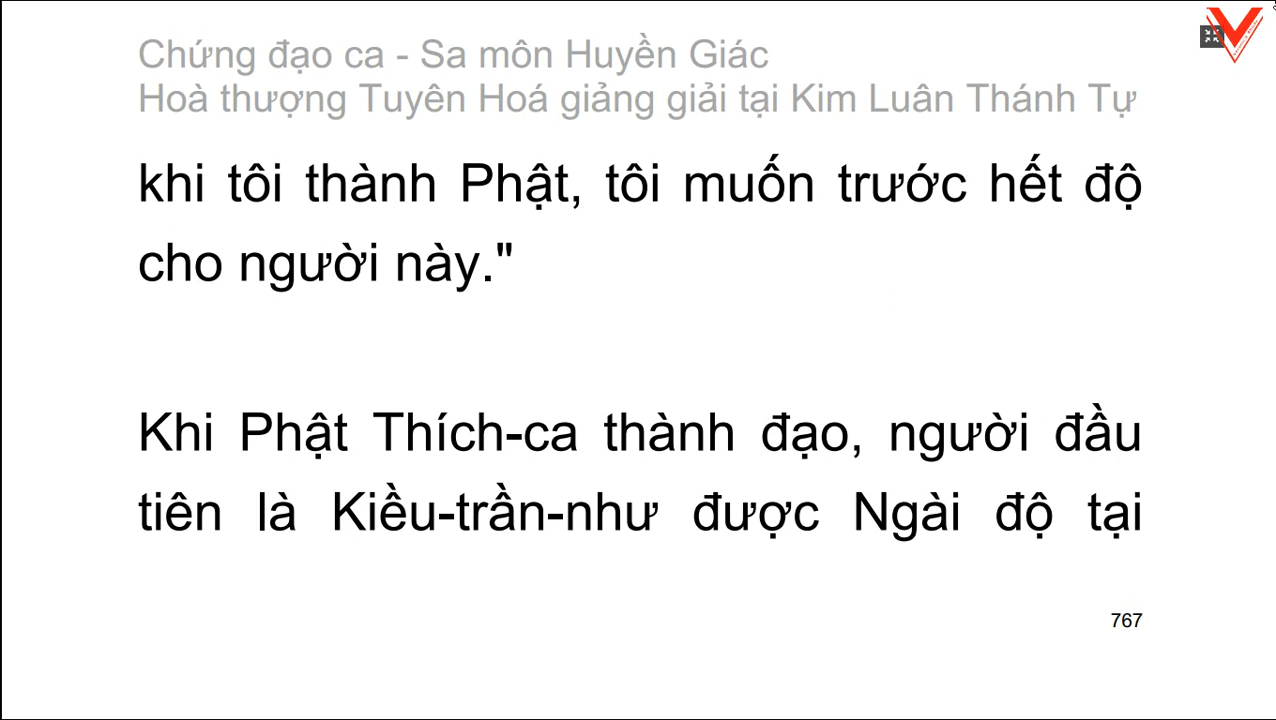 Chứng đạo ca - Sa môn Huyền Giác
Hoà thượng Tuyên Hoá giảng giải tại Kim Luân Thánh Tự
khi tôi thành Phật, tôi muốn trước hết độ
cho người này."
Khi Phật Thích-ca thành đạo, người đầu
tiên là Kiều-trần-như được Ngài độ tại
767